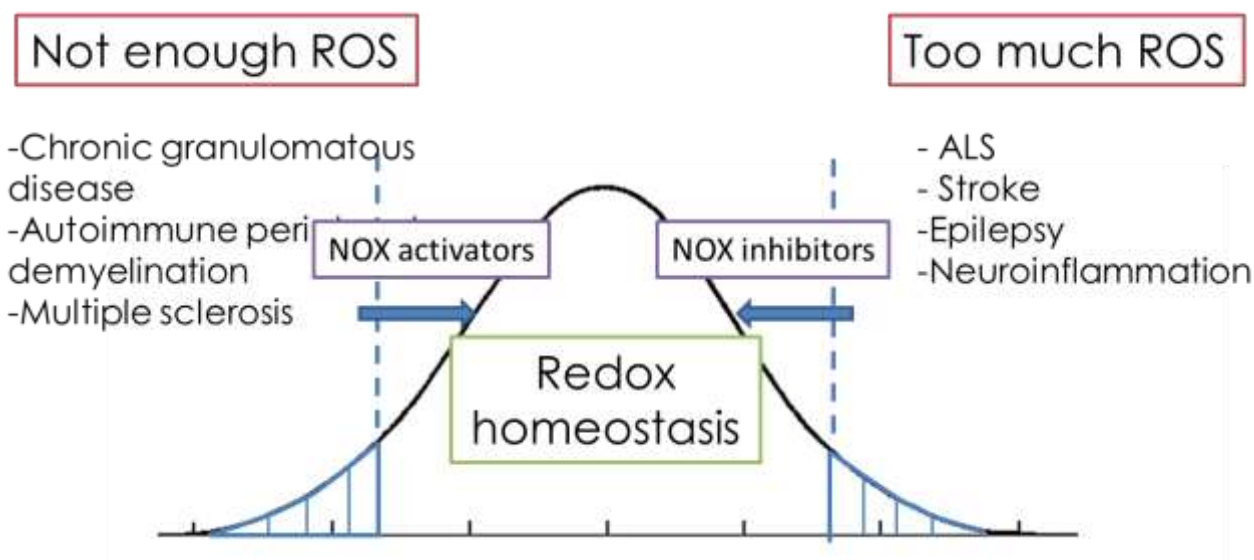 Not enough ROS
Too much ROS
-Chronic granulomatous
disease
-Autoimmune
demyelination
-Multiple sclerosis
NOX activators
NOX inhibitors
- ALS
- Stroke
-Epilepsy
-Neuroinflammation
Redox
homeostasis